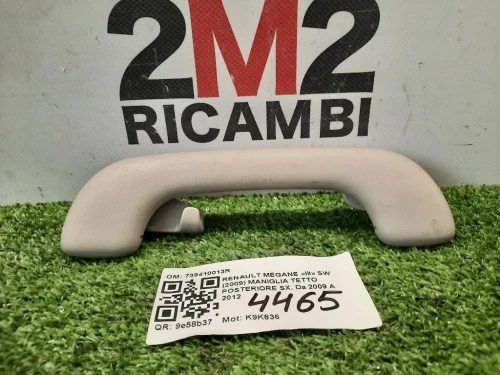 2M2
RICAMBI
OM: 739410013R
RENAULT MEGANE «III» SW
(2009) MANIGLIA TETTO
POSTERIORE SX. Da 2009 A
2012
4465
QR: 9e58b37 Mot: K9K836